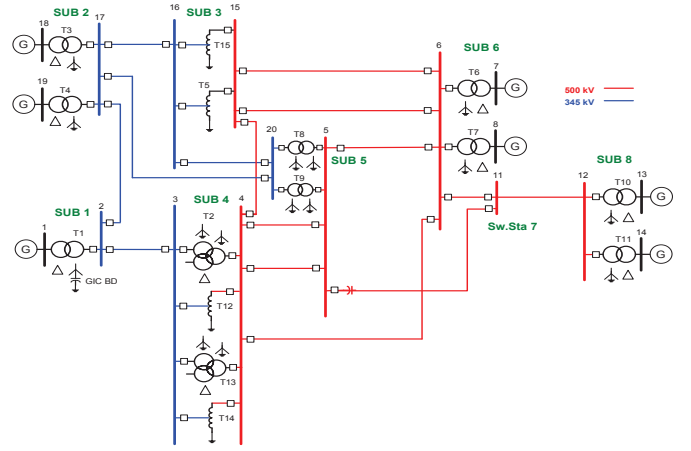 SUB 2
SUB 3
16
15
18
17
T3
G
T15
19
T4
G
T5
6
SUB 6
T6
7
G
500 kV
345 kV
20
T8
5
T7
8
G
T9
SUB 5
SUB 1
2
3
SUB 4
4
T2
11
12
SUB 8
13
T10
G
1
T1
G
GIC BD
Sw.Sta 7
T11
14
G
T12
T13
T14